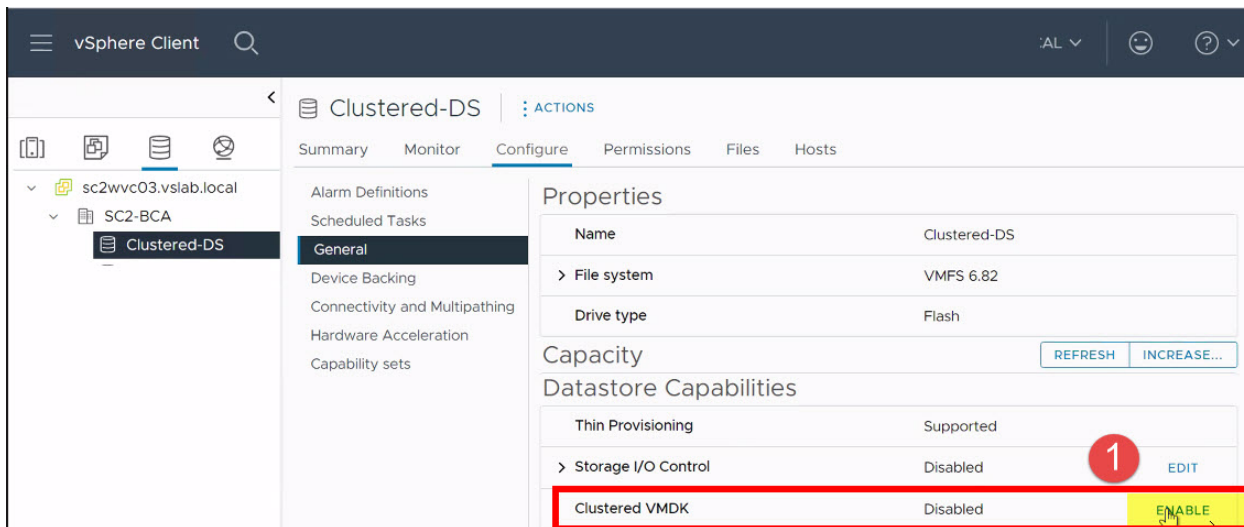 vSphere Client
:AL
Clustered-DS ACTIONS
Summary Monitor Configure Permissions Files Hosts
sc2wvc03.vslab.local
SC2-BCA
Clustered-DS
Alarm Definitions
Scheduled Tasks
General
Device Backing
Connectivity and Multipathing
Hardware Acceleration
Capability sets
Properties
Name Clustered-DS
File system VMFS 6.82
Drive type Flash
Capacity REFRESH INCREASE...
Datastore Capabilities
Thin Provisioning Supported
Storage I/O Control Disabled 1 EDIT
Clustered VMDK Disabled ENABLE